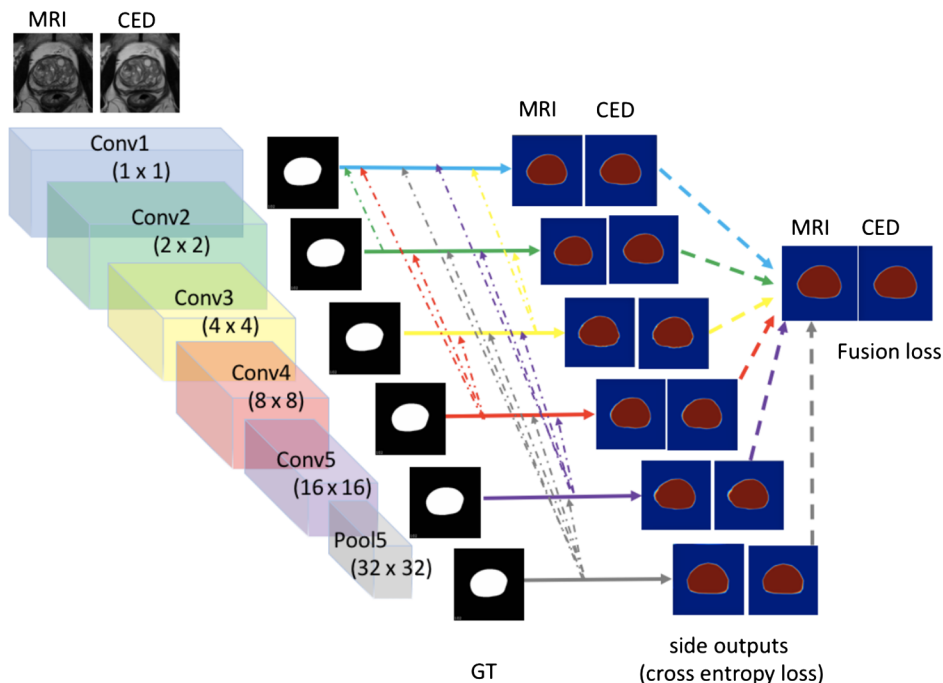 MRI CED
Conv1
(1 x 1)
Conv2
(2 x 2)
Conv3
(4 x 4)
Conv4
(8 x 8)
Conv5
(16 x 16)
Pool5
(32 x 32)
GT
MRI CED
side outputs
(cross entropy loss)
MRI CED
Fusion loss